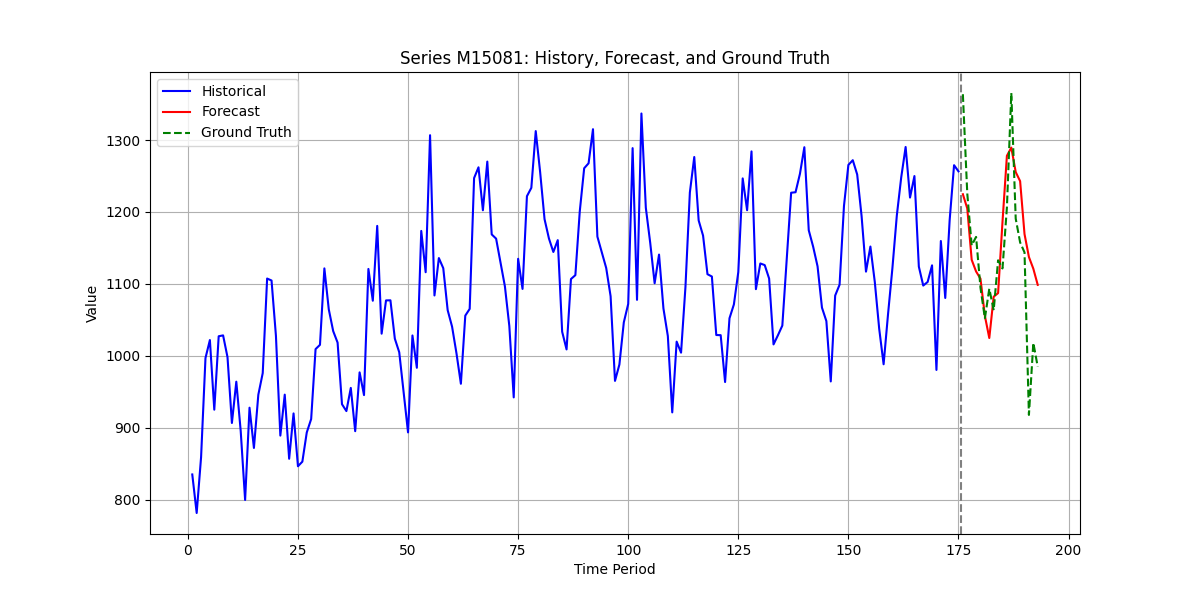 Series M15081: History, Forecast, and Ground Truth
Historical
Forecast
Ground Truth
Value
1300
1200
1100
1000
900
800
0 25 50 75 100 125 150 175 200
Time Period